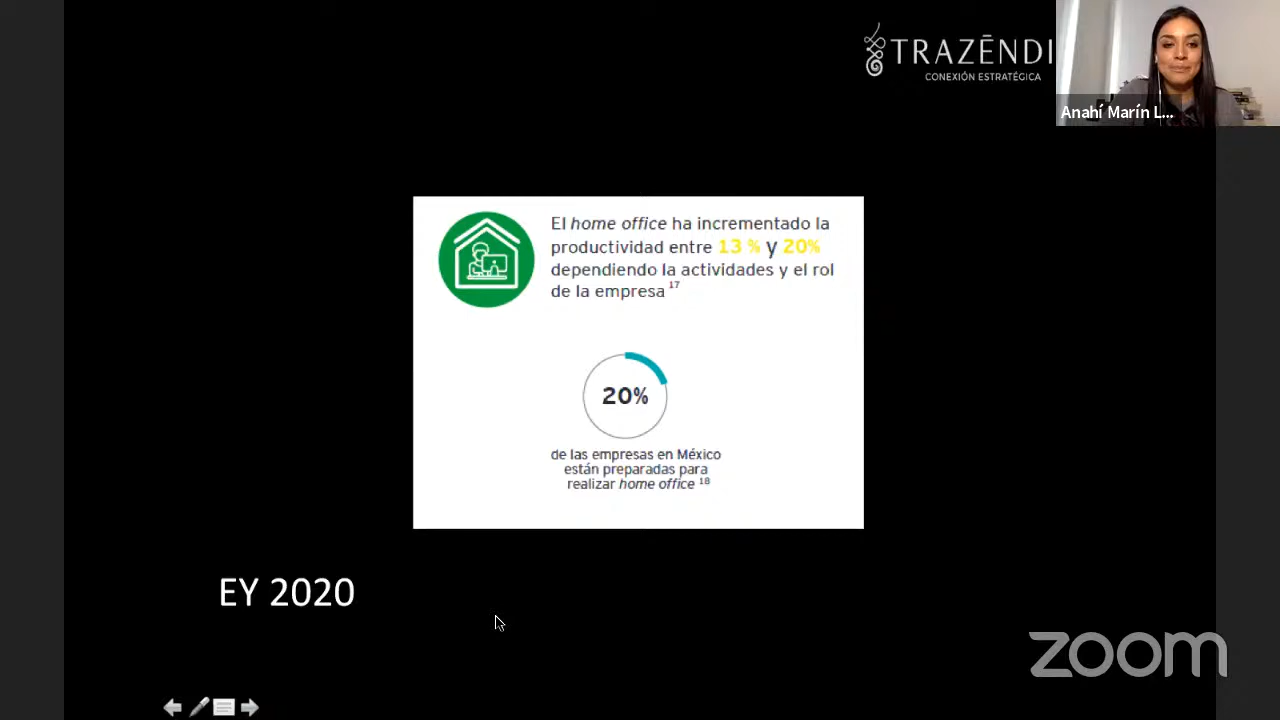 TRAZĒNDI
CONEXIÓN ESTRATÉGICA
Anahí Marín L...
El home office ha incrementado la
productividad entre 13 % y 20%
dependiendo la actividades y el rol
de la empresa 17
20%
de las empresas en México
están preparadas para
realizar home office 18
EY 2020
zoom